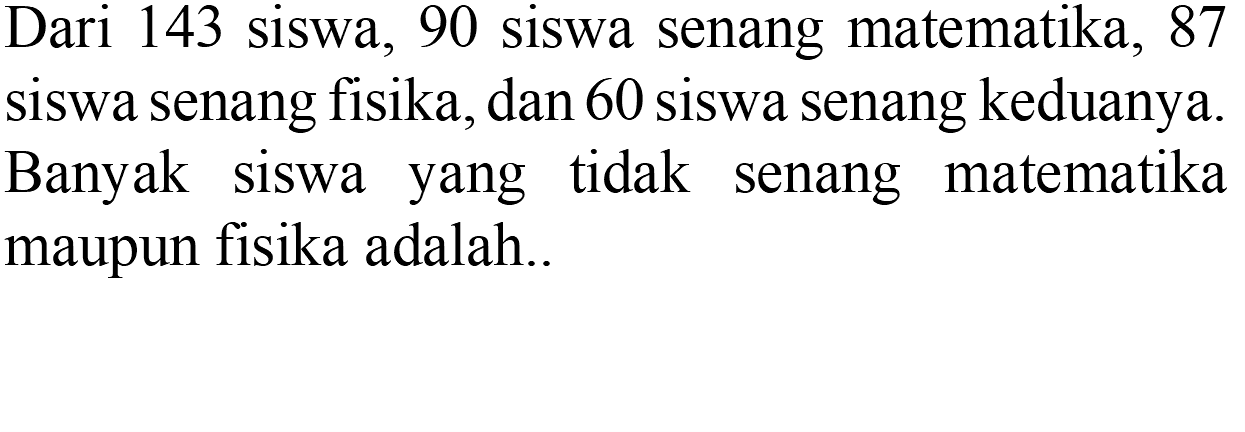 Dari 143 siswa, 90 siswa senang matematika, 87
siswa senang fisika, dan 60 siswa senang keduanya.
Banyak siswa yang tidak senang matematika
maupun fisika adalah..